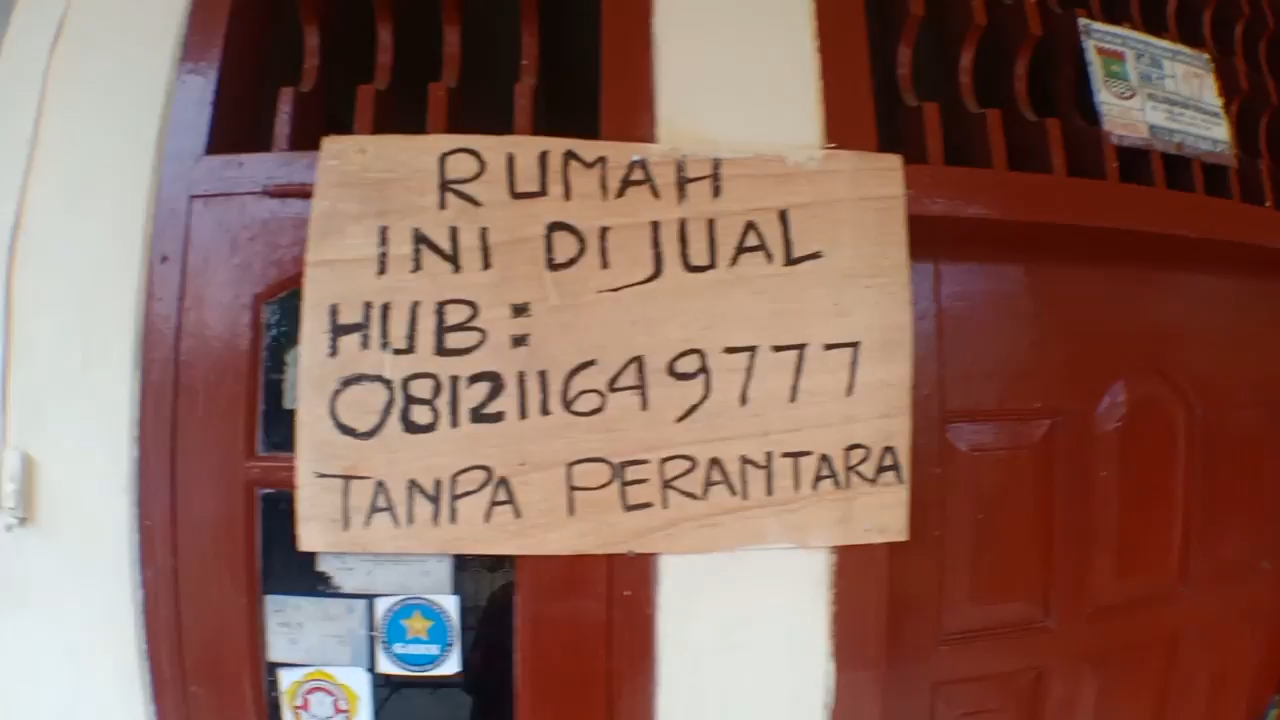 RUMAH
INI DIJUAL
HUB:
081211649777
TANPA PERANTARA